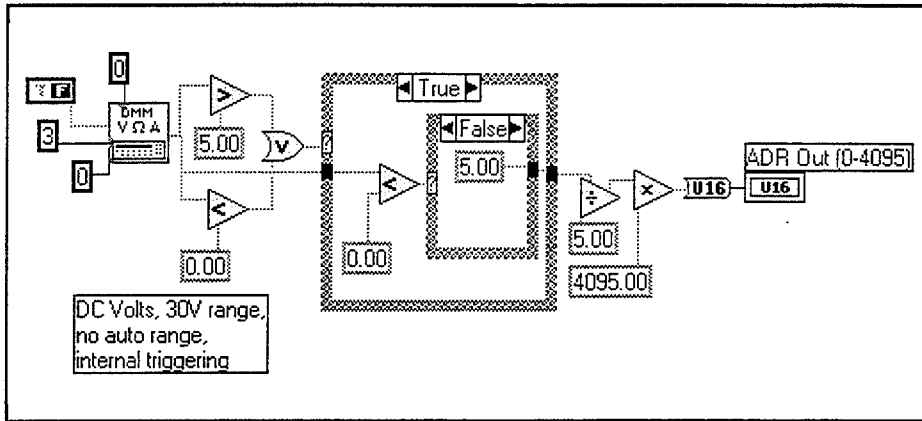 0
True
F
DMM
V Ω A
>
False
3
5.00
V
?
5.00
ADR Out (0-4095)
0
<
<
?
÷
×
U16
U16
0.00
0.00
5.00
4095.00
DC Volts, 30V range,
no auto range,
internal triggering